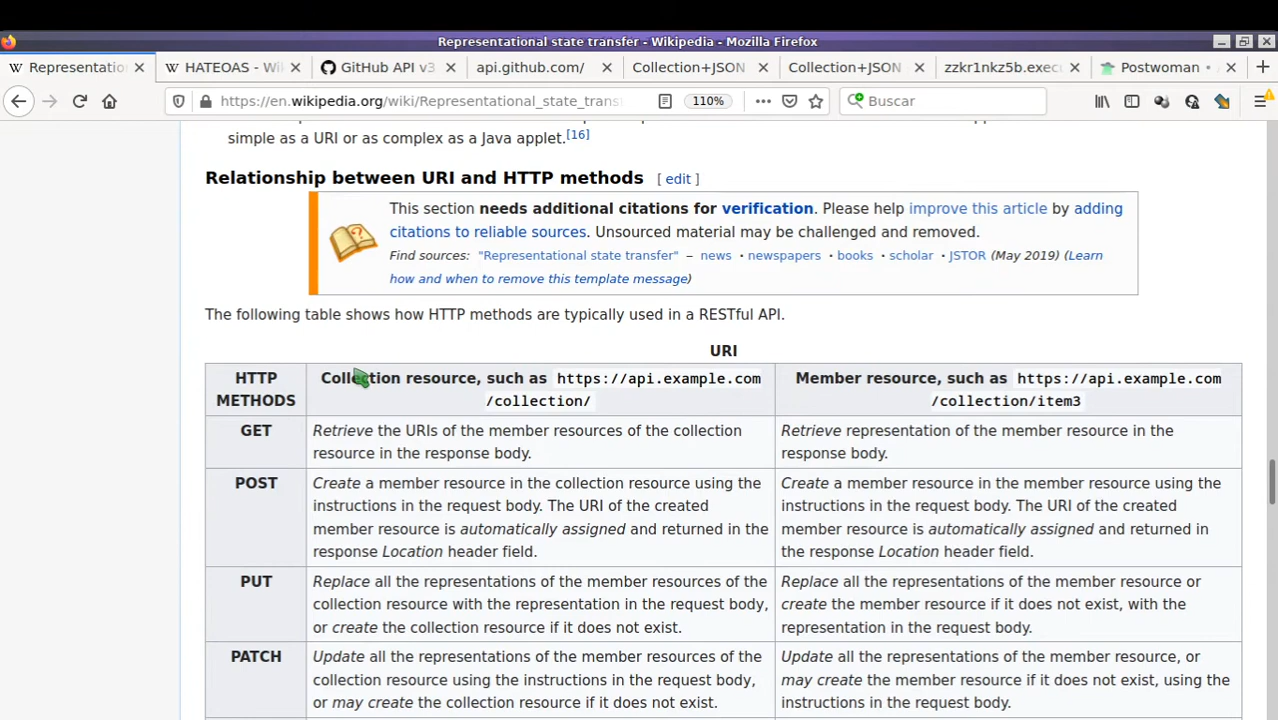 Representational state transfer - Wikipedia - Mozilla Firefox
Representatio
HATEOAS - Wi
GitHub API v3
api.github.com/
Collection+JSON
Collection+JSON
zzkr1nkz5b.exec
Postwoman •
https://en.wikipedia.org/wiki/Representational_state_trans
110%
Buscar
simple as a URI or as complex as a Java applet.[16]
Relationship between URI and HTTP methods [ edit ]
This section needs additional citations for verification. Please help improve this article by adding
citations to reliable sources. Unsourced material may be challenged and removed.
Find sources: "Representational state transfer" – news · newspapers · books · scholar · JSTOR (May 2019) (Learn
how and when to remove this template message)
The following table shows how HTTP methods are typically used in a RESTful API.
URI
HTTP
METHODS
Collection resource, such as https://api.example.com
/collection/
Member resource, such as https://api.example.com
/collection/item3
GET
Retrieve the URIs of the member resources of the collection
resource in the response body.
Retrieve representation of the member resource in the
response body.
POST
Create a member resource in the collection resource using the
instructions in the request body. The URI of the created
member resource is automatically assigned and returned in the
response Location header field.
Create a member resource in the member resource using the
instructions in the request body. The URI of the created
member resource is automatically assigned and returned in
the response Location header field.
PUT
Replace all the representations of the member resources of the
collection resource with the representation in the request body,
or create the collection resource if it does not exist.
Replace all the representations of the member resource or
create the member resource if it does not exist, with the
representation in the request body.
PATCH
Update all the representations of the member resources of the
collection resource using the instructions in the request body,
or may create the collection resource if it does not exist.
Update all the representations of the member resource, or
may create the member resource if it does not exist, using the
instructions in the request body.